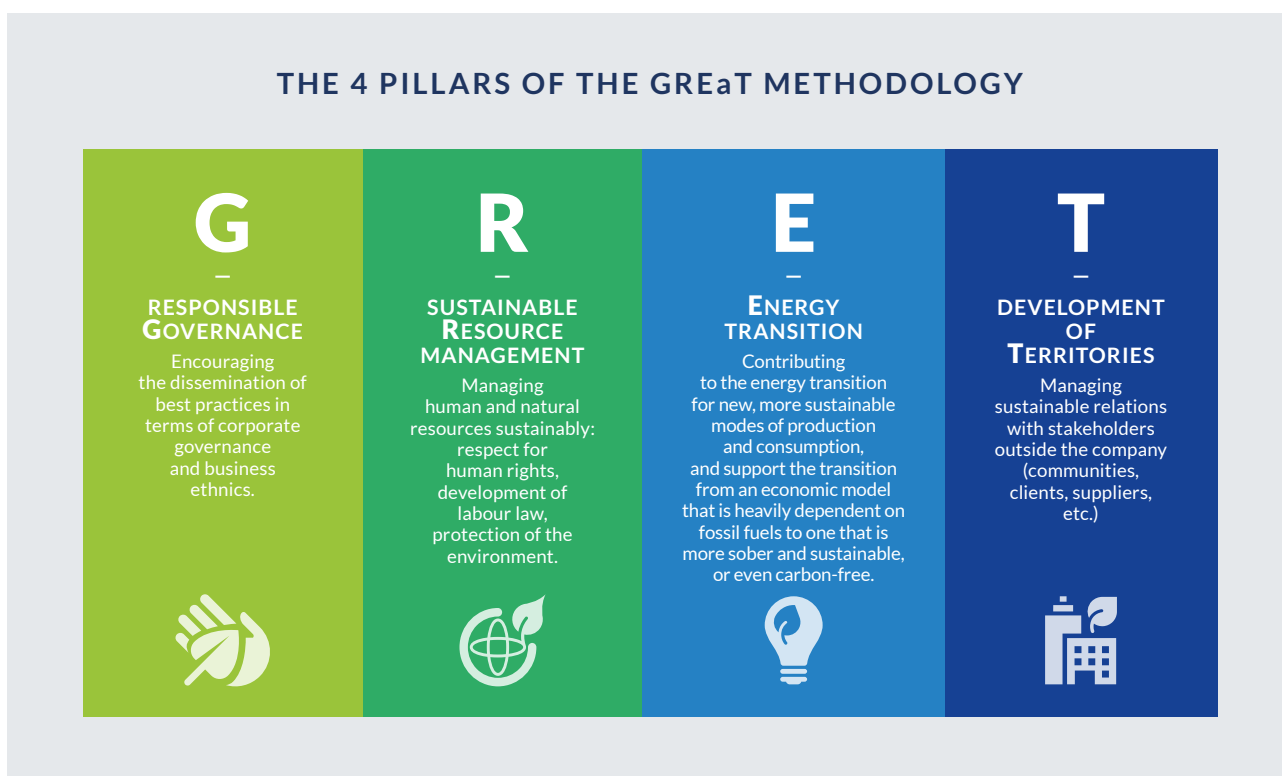 THE 4 PILLARS OF THE GREaT METHODOLOGY
G
–
RESPONSIBLE
GOVERNANCE
Encouraging
the dissemination of
best practices in
terms of corporate
governance
and business
ethnics.
R
–
SUSTAINABLE
RESOURCE
MANAGEMENT
Managing
human and natural
resources sustainably:
respect for
human rights,
development of
labour law,
protection of the
environment.
E
–
ENERGY
TRANSITION
Contributing
to the energy transition
for new, more sustainable
modes of production
and consumption,
and support the transition
from an economic model
that is heavily dependent on
fossil fuels to one that is
more sober and sustainable,
or even carbon-free.
T
–
DEVELOPMENT
OF
TERRITORIES
Managing
sustainable relations
with stakeholders
outside the company
(communities,
clients, suppliers,
etc.)